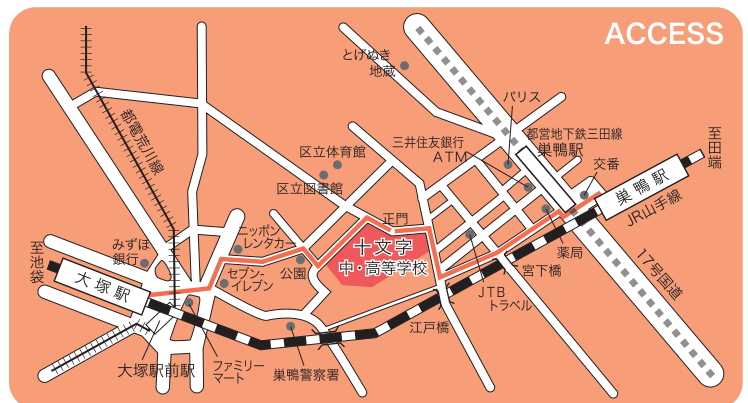 ACCESS
とげぬき
地蔵
パリス
都営地下鉄三田線
巣鴨駅
三井住友銀行
ATM
交番
至田端
巣鴨駅
JR山手線
都電荒川線
区立体育館
区立図書館
正門
十文字
中・高等学校
ニッポン
レンタカー
みずほ
銀行
至池袋
大塚駅
セブン-
イレブン
公園
薬局
宮下橋
17号国道
JTB
トラベル
江戸橋
大塚駅前駅
ファミリー
マート
巣鴨警察署